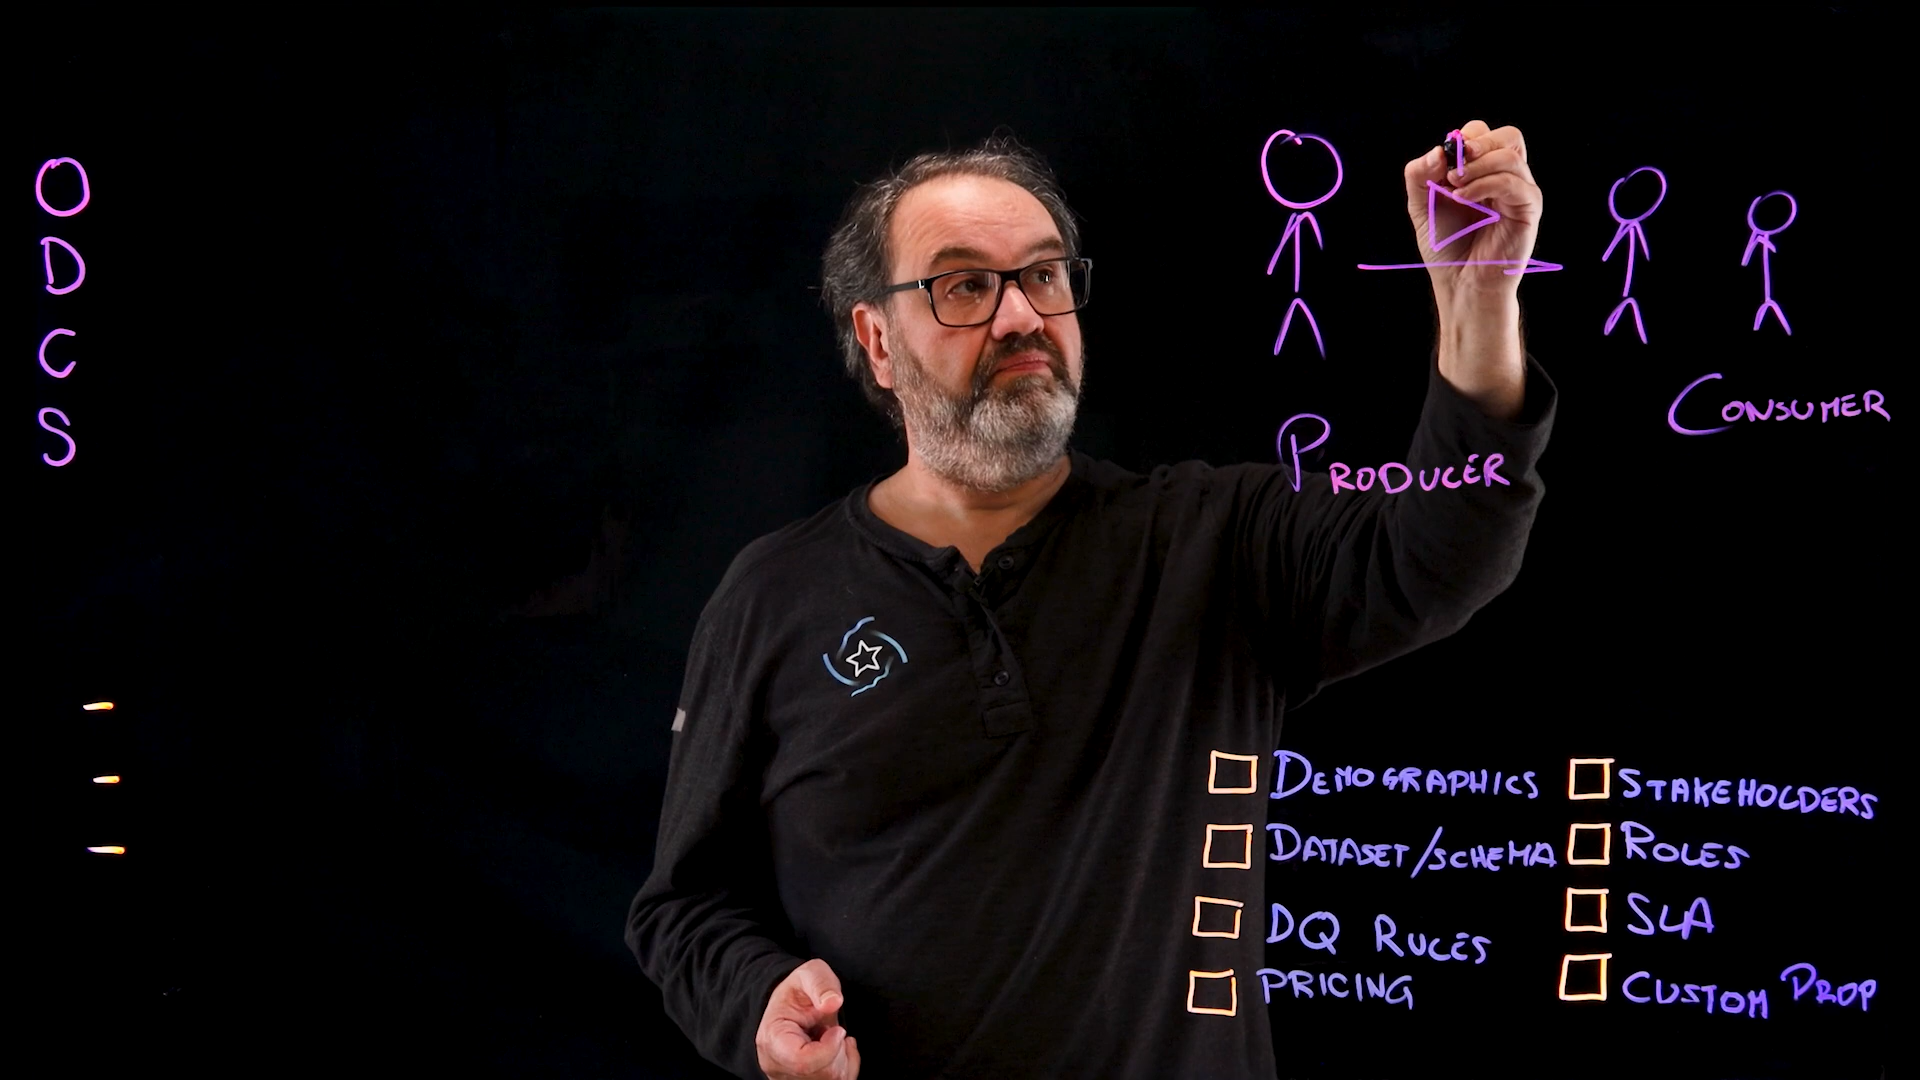 O
D
C
S
PRODUCER
CONSUMER
DEMOGRAPHICS
DATASET/SCHEMA
DQ RULES
PRICING
STAKEHOLDERS
ROLES
SLA
CUSTOM PROP